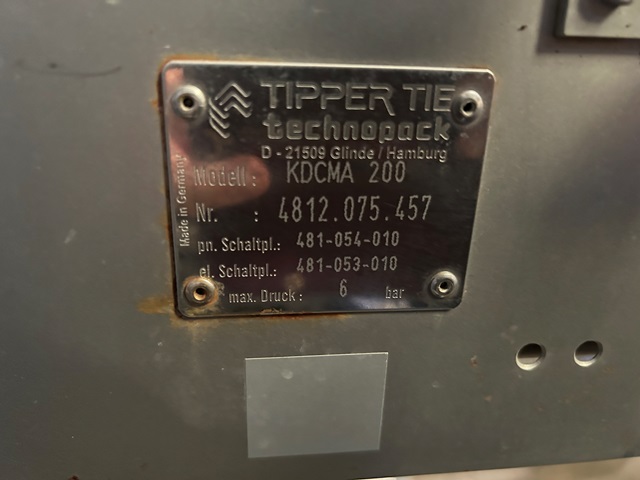 TIPPER TIE
technopack
D - 21509 Glinde / Hamburg
Made in Germany
Modell : KDCMA 200
Nr. : 4812.075.457
pn. Schaltpl.: 481-054-010
el. Schaltpl.: 481-053-010
max. Druck : 6 bar